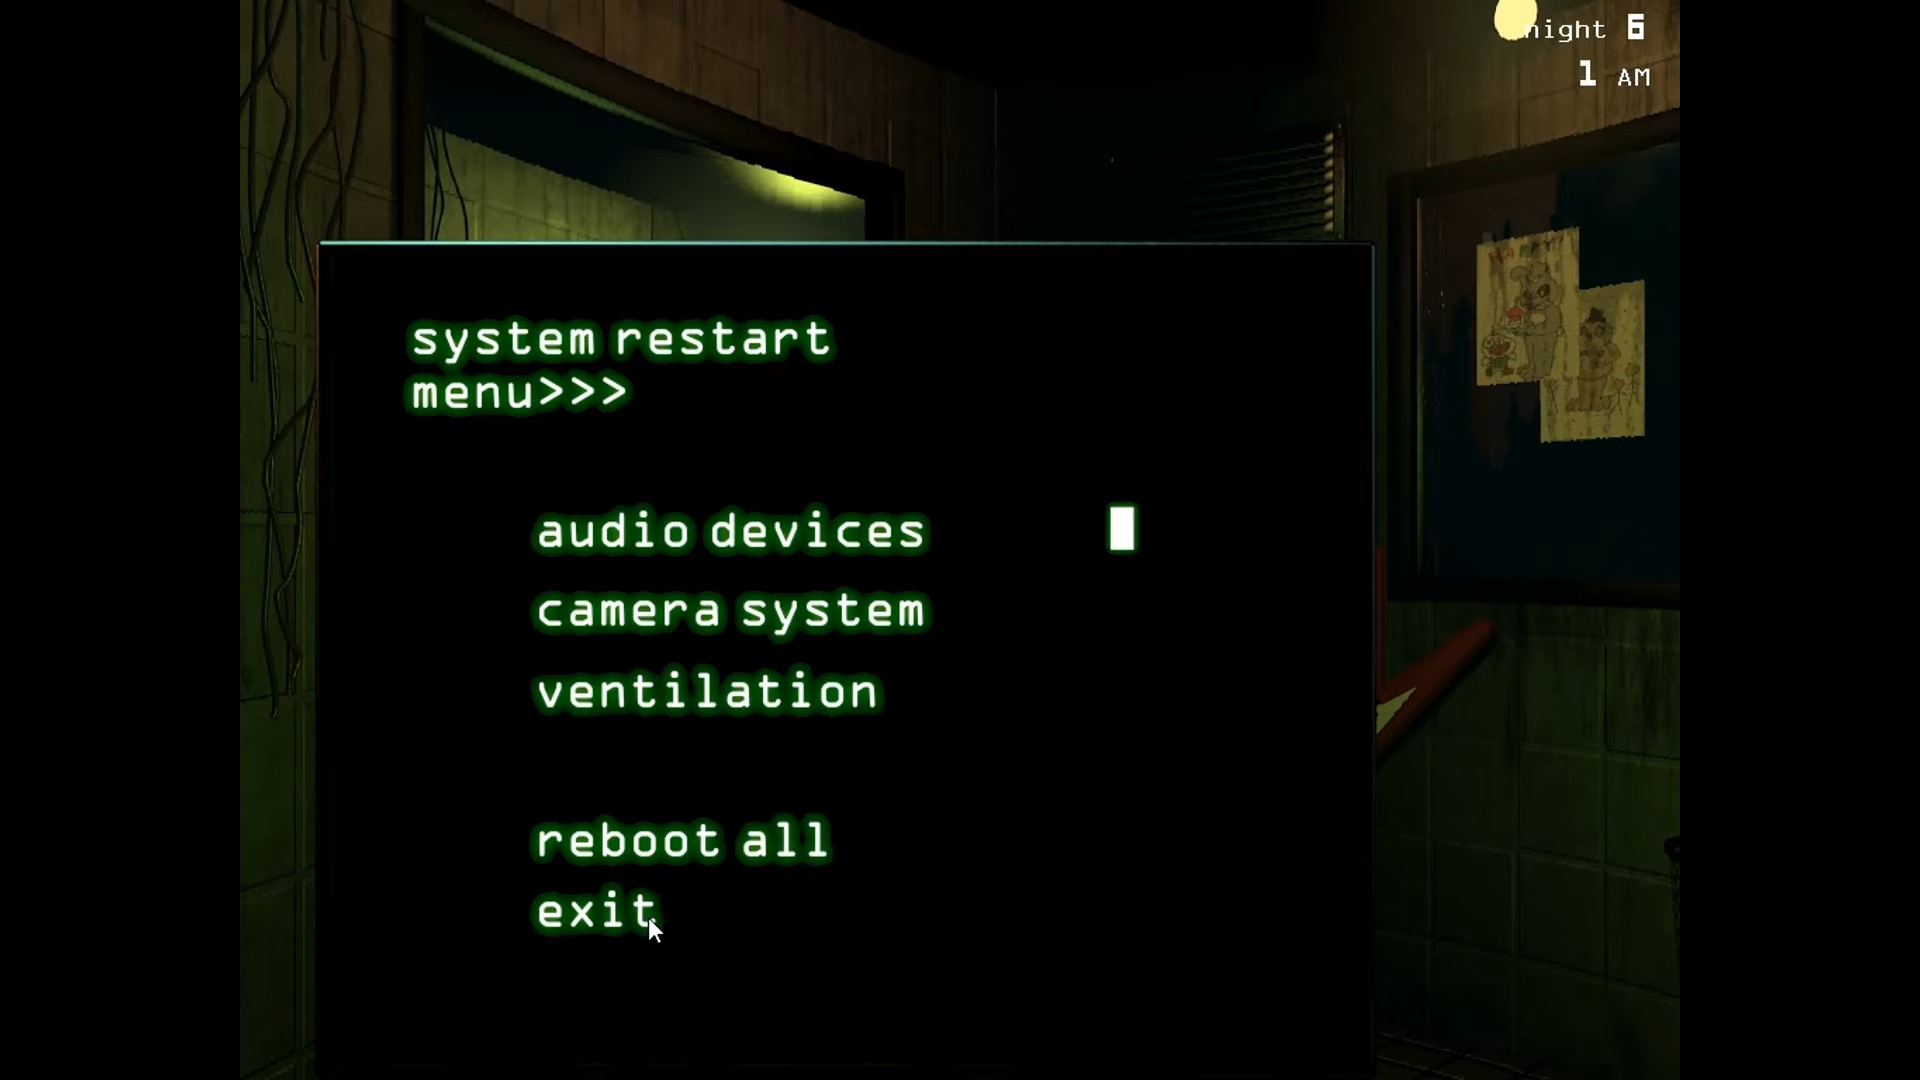 night 6
1 AM
system restart
menu>>>
audio devices
camera system
ventilation
reboot all
exit